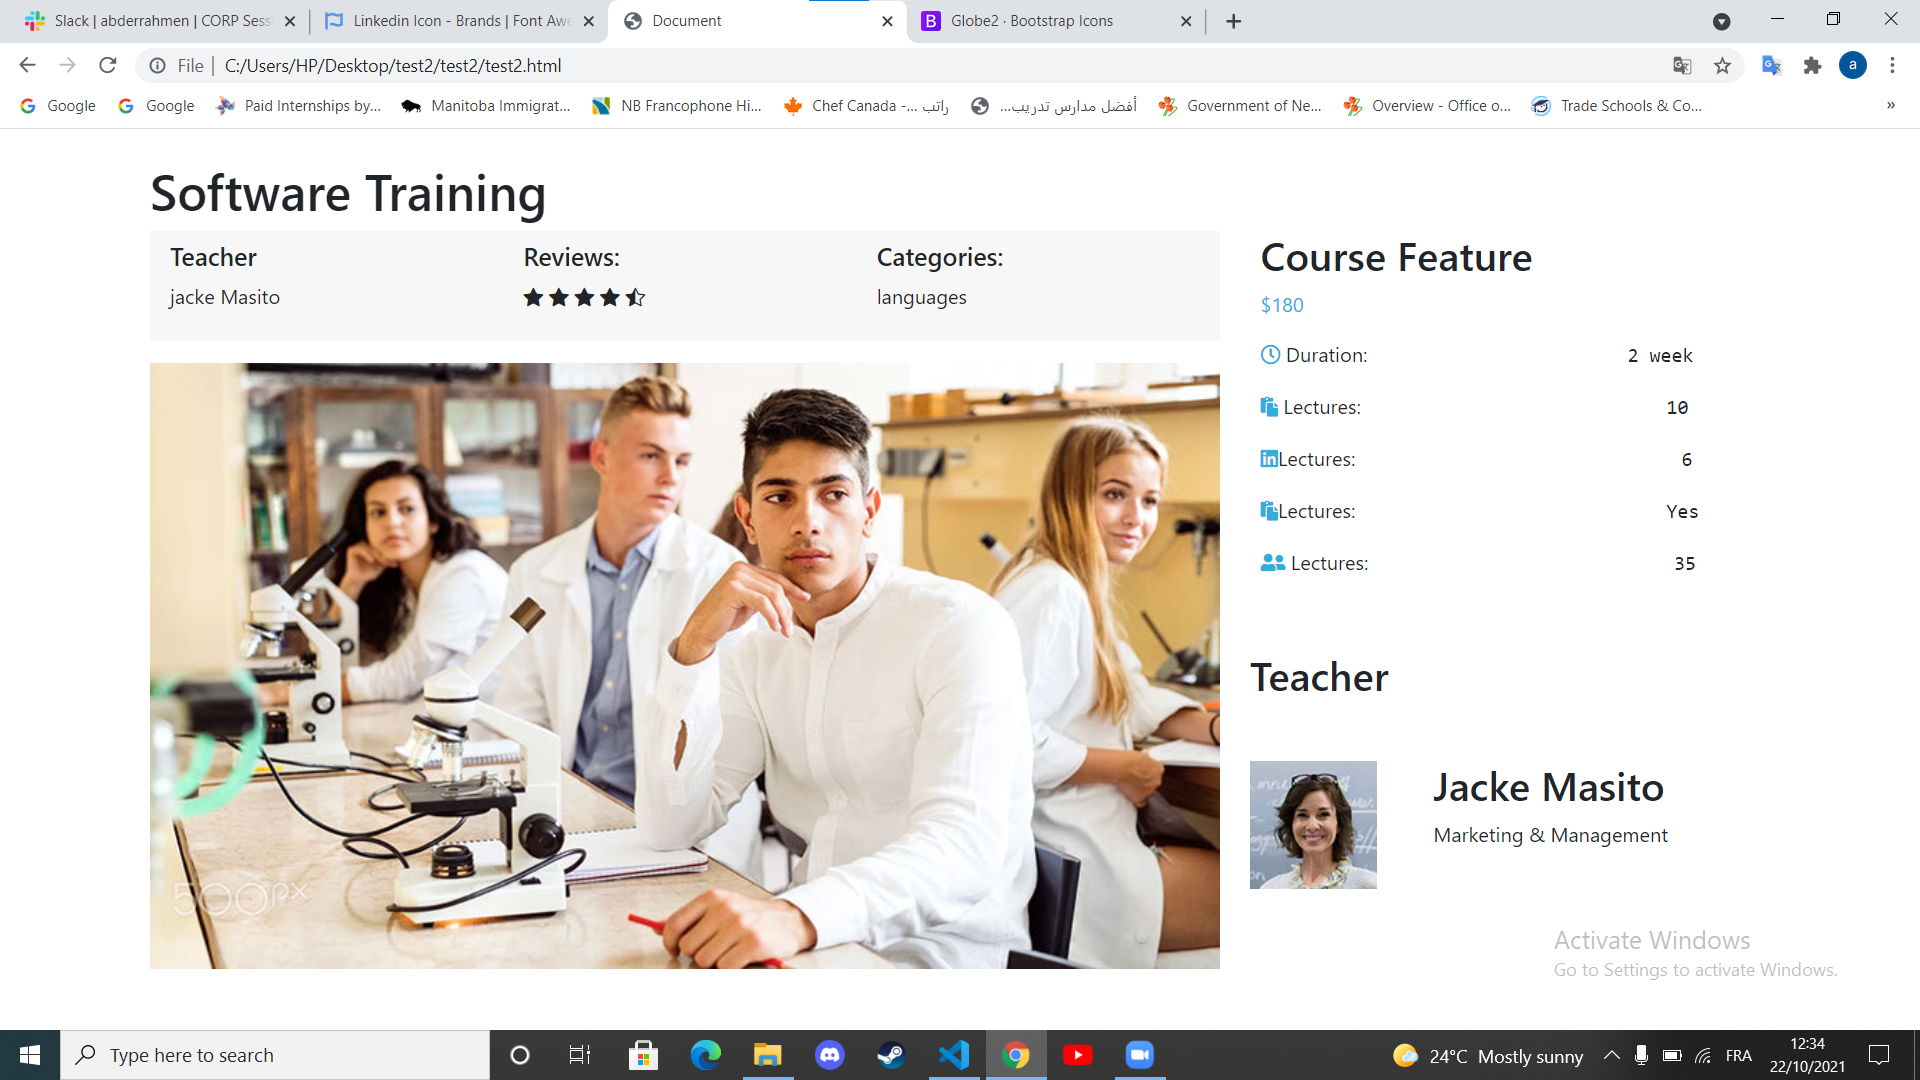 Slack | abderrahmen | CORP Sess
Linkedin Icon - Brands | Font Awe
Document
Globe2 · Bootstrap Icons
File | C:/Users/HP/Desktop/test2/test2/test2.html
a
Google
Google
Paid Internships by...
Manitoba Immigrat...
NB Francophone Hi...
Chef Canada -... راتب
أفضل مدارس تدريب...
Government of Ne...
Overview - Office o...
Trade Schools & Co...
»
Software Training
Teacher
jacke Masito
Reviews:
Categories:
languages
Course Feature
$180
Duration: 2 week
Lectures: 10
Lectures: 6
Lectures: Yes
Lectures: 35
Teacher
Jacke Masito
Marketing & Management
500px
Activate Windows
Go to Settings to activate Windows.
Type here to search
24°C Mostly sunny
FRA
12:34
22/10/2021